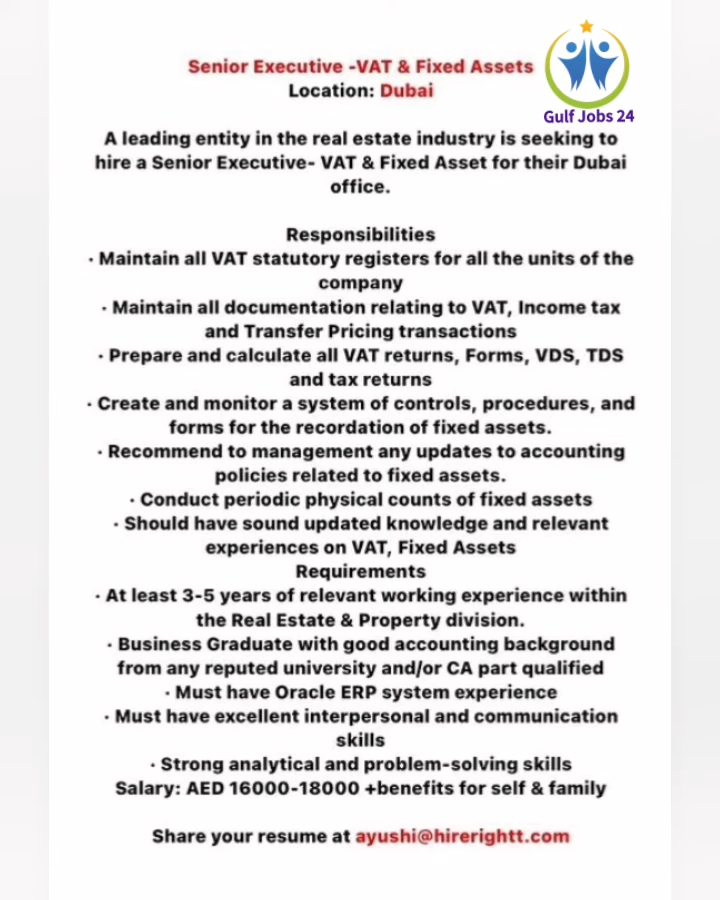 Senior Executive -VAT & Fixed Assets
Location: Dubai
Gulf Jobs 24
A leading entity in the real estate industry is seeking to
hire a Senior Executive- VAT & Fixed Asset for their Dubai
office.
Responsibilities
· Maintain all VAT statutory registers for all the units of the
company
· Maintain all documentation relating to VAT, Income tax
and Transfer Pricing transactions
· Prepare and calculate all VAT returns, Forms, VDS, TDS
and tax returns
· Create and monitor a system of controls, procedures, and
forms for the recordation of fixed assets.
· Recommend to management any updates to accounting
policies related to fixed assets.
· Conduct periodic physical counts of fixed assets
· Should have sound updated knowledge and relevant
experiences on VAT, Fixed Assets
Requirements
· At least 3-5 years of relevant working experience within
the Real Estate & Property division.
· Business Graduate with good accounting background
from any reputed university and/or CA part qualified
· Must have Oracle ERP system experience
· Must have excellent interpersonal and communication
skills
· Strong analytical and problem-solving skills
Salary: AED 16000-18000 +benefits for self & family
Share your resume at ayushi@hirerightt.com